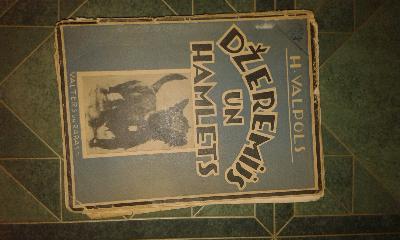 H. VALPOLS
DŽEREMIJS
UN
HAMLETS
VALTERS UN RAPA